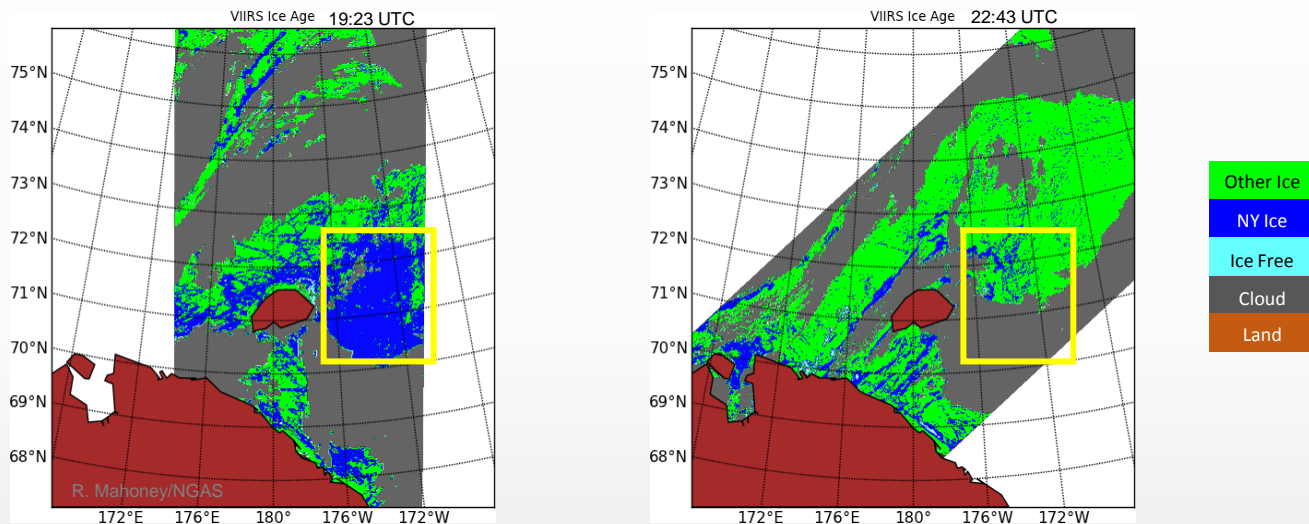 VIIRS Ice Age 19:23 UTC
75°N
74°N
73°N
72°N
71°N
70°N
69°N
68°N
R. Mahoney/NGAS
172°E 176°E 180° 176°W 172°W
VIIRS Ice Age 22:43 UTC
75°N
74°N
73°N
72°N
71°N
70°N
69°N
68°N
172°E 176°E 180° 176°W 172°W
Other Ice
NY Ice
Ice Free
Cloud
Land